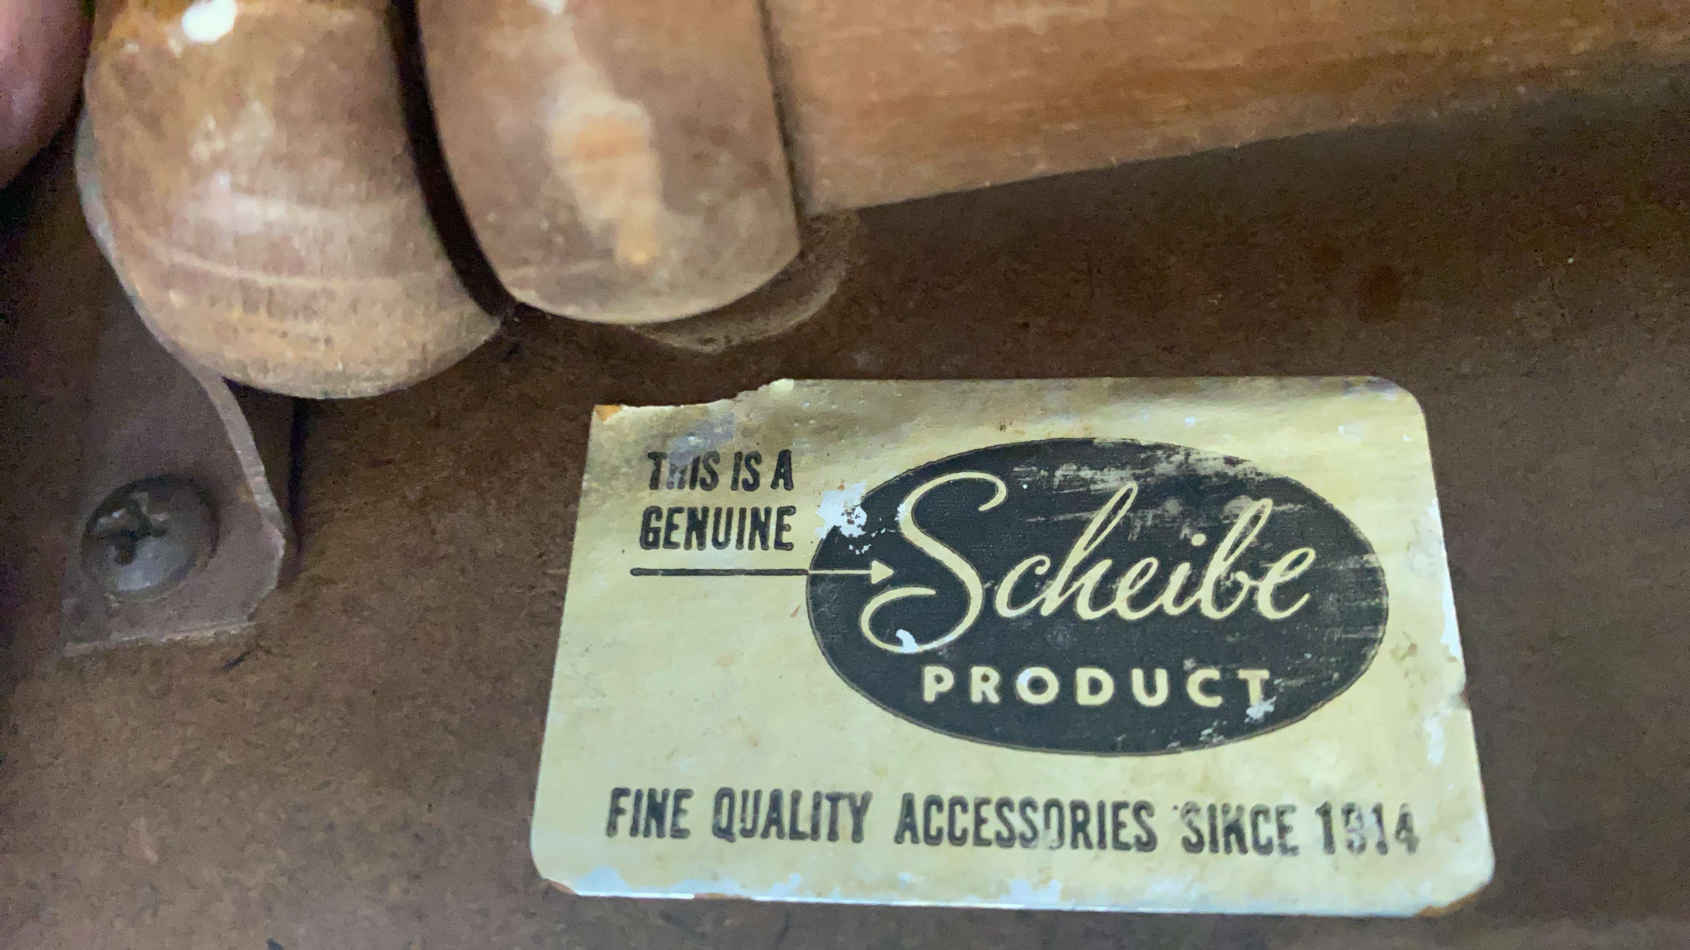 THIS IS A
GENUINE
Scheibe
PRODUCT
FINE QUALITY ACCESSORIES SINCE 1914